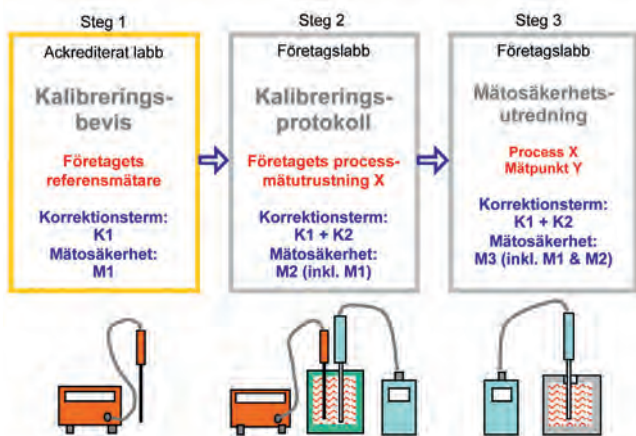 Steg 1
Ackrediterat labb
Kalibrerings-
bevis
Företagets
referensmätare
Korrektionsterm:
K1
Mätosäkerhet:
M1
Steg 2
Företagslabb
Kalibrerings-
protokoll
Företagets process-
mätutrustning X
Korrektionsterm:
K1 + K2
Mätosäkerhet:
M2 (inkl. M1)
Steg 3
Företagslabb
Mätosäkerhets-
utredning
Process X
Mätpunkt Y
Korrektionsterm:
K1 + K2
Mätosäkerhet:
M3 (inkl. M1 & M2)